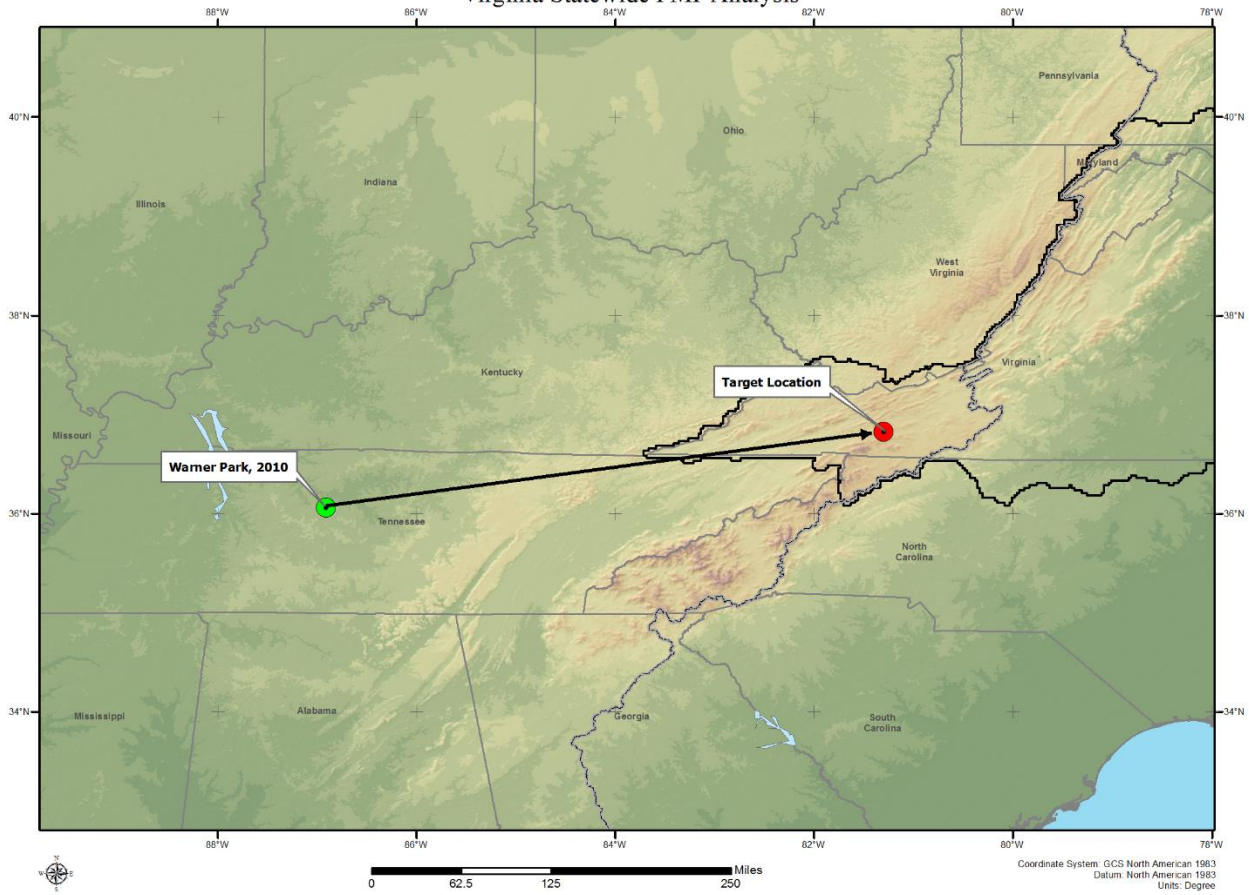 Virginia Statewide PMP Analysis
88°W 86°W 84°W 82°W 80°W 78°W
Pennsylvania
40°N 40°N
Ohio
Maryland
Indiana
Illinois
West
Virginia
38°N 38°N
Virginia
Kentucky
Target Location
Missouri
Warner Park, 2010
36°N 36°N
Tennessee
North
Carolina
34°N 34°N
Mississippi
Alabama
Georgia
South
Carolina
88°W 86°W 84°W 82°W 80°W 78°W
N
W E
S
Miles
0 62.5 125 250
Coordinate System: GCS North American 1983
Datum: North American 1983
Units: Degree